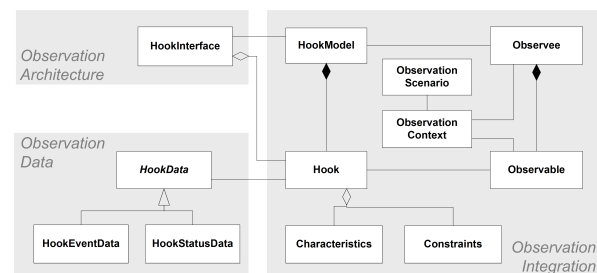 HookInterface
HookModel
Observee
Observation
Architecture
Observation
Scenario
Observation
Context
Observation
Data
HookData
Hook
Observable
HookEventData
HookStatusData
Characteristics
Constraints
Observation
Integration